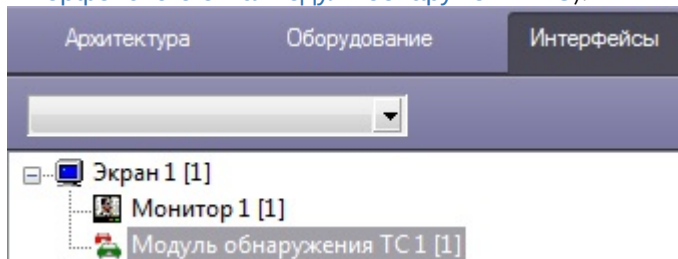 Архитектура Оборудование Интерфейсы
Экран 1 [1]
Монитор 1 [1]
Модуль обнаружения ТС 1 [1]